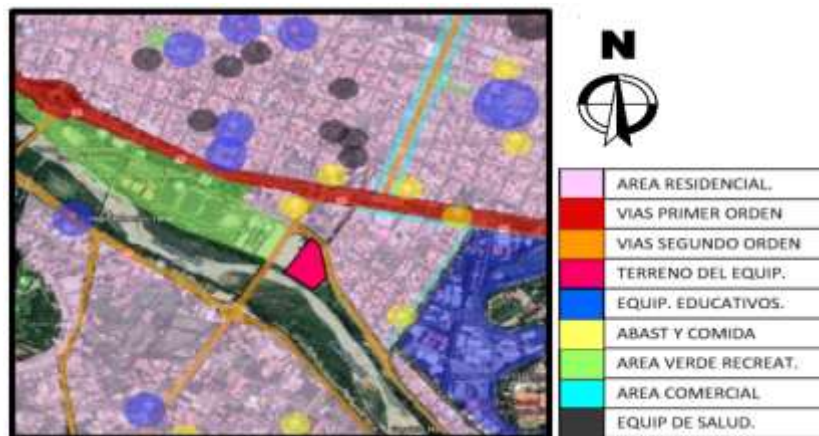 N
AREA RESIDENCIAL.
VIAS PRIMER ORDEN
VIAS SEGUNDO ORDEN
TERRENO DEL EQUIP.
EQUIP. EDUCATIVOS.
ABAST Y COMIDA
AREA VERDE RECREAT.
AREA COMERCIAL
EQUIP DE SALUD.